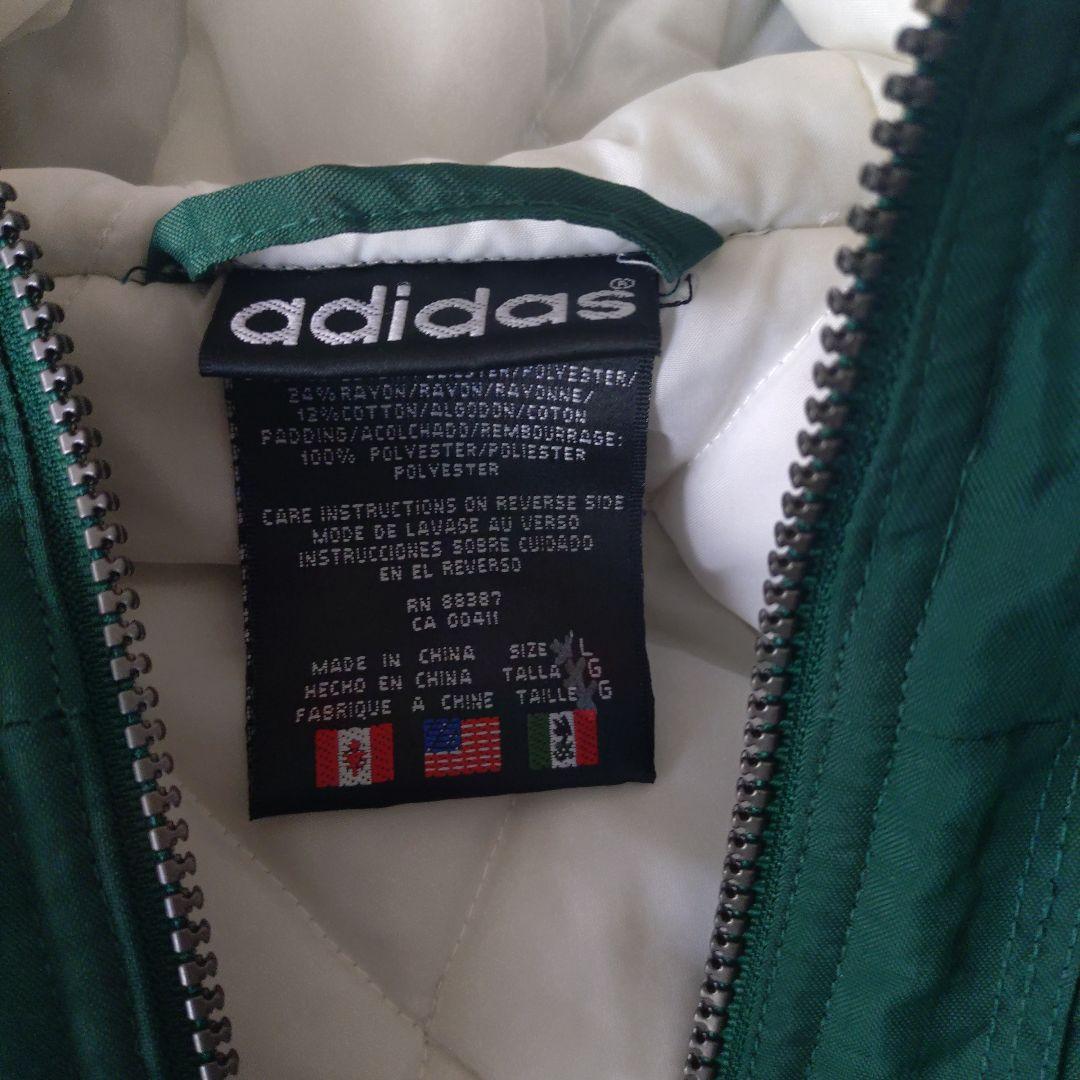 adidas®
POLYESTER/
24% RAYON/RAYON/RAYONNE/
12% COTTON/ALGODON/COTON
PADDING/ACOLCHADO/REMBOURRAGE:
100% POLYESTER/POLIESTER
POLYESTER
CARE INSTRUCTIONS ON REVERSE SIDE
MODE DE LAVAGE AU VERSO
INSTRUCCIONES SOBRE CUIDADO
EN EL REVERSO
RN 88387
CA 00411
MADE IN CHINA
HECHO EN CHINA
FABRIQUE A CHINE
SIZE L
TALLA G
TAILLE G